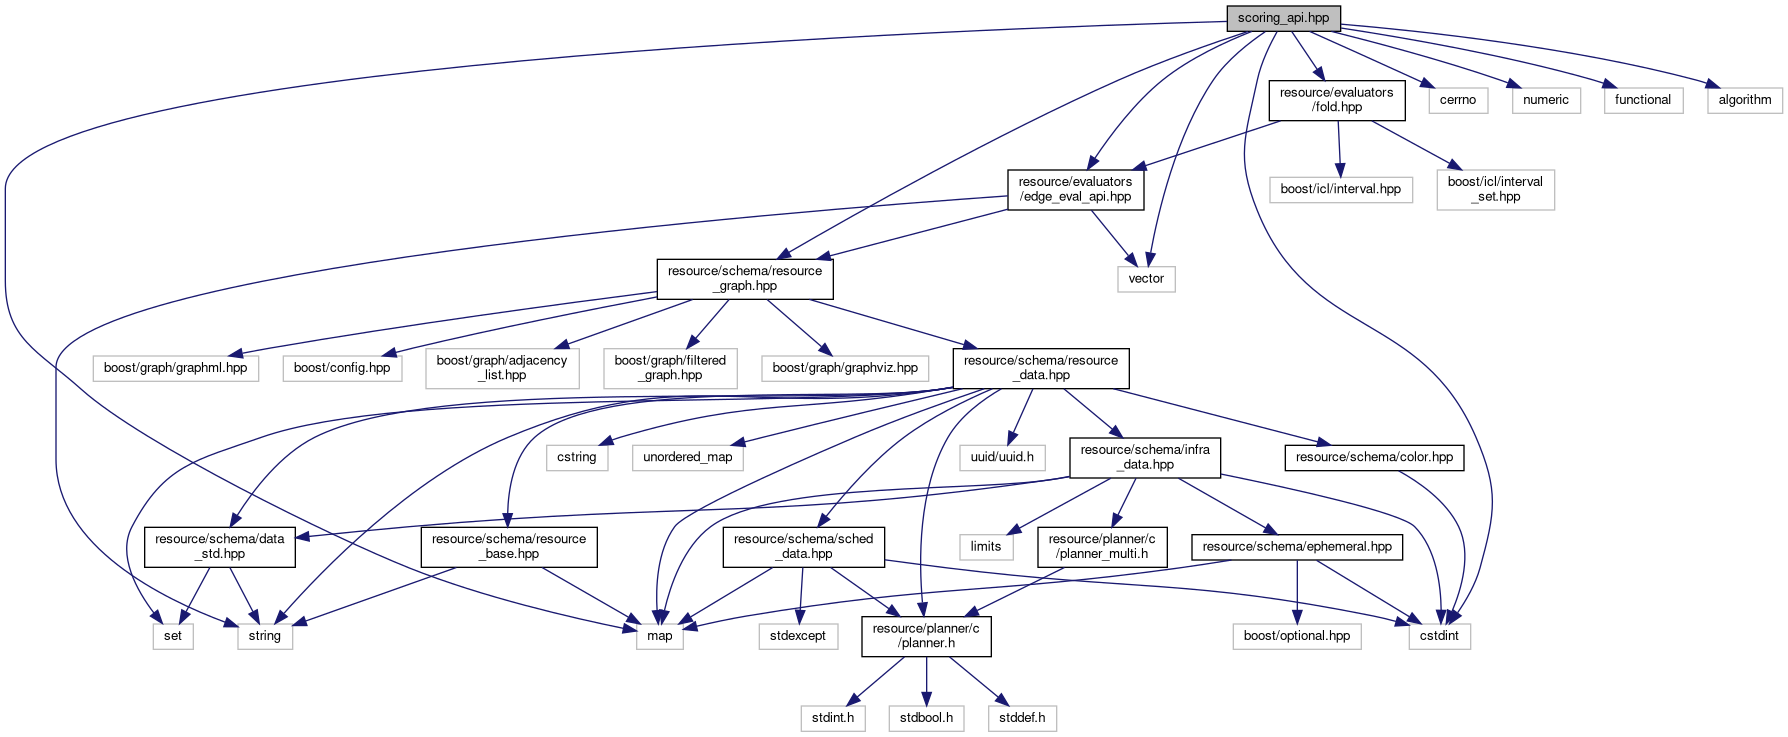 scoring_api.hpp
resource/evaluators
/fold.hpp
cerrno
numeric
functional
algorithm
resource/evaluators
/edge_eval_api.hpp
boost/icl/interval.hpp
boost/icl/interval
_set.hpp
resource/schema/resource
_graph.hpp
vector
boost/graph/graphml.hpp
boost/config.hpp
boost/graph/adjacency
_list.hpp
boost/graph/filtered
_graph.hpp
boost/graph/graphviz.hpp
resource/schema/resource
_data.hpp
cstring
unordered_map
uuid/uuid.h
resource/schema/infra
_data.hpp
resource/schema/color.hpp
resource/schema/data
_std.hpp
resource/schema/resource
_base.hpp
resource/schema/sched
_data.hpp
limits
resource/planner/c
/planner_multi.h
resource/schema/ephemeral.hpp
set
string
map
stdexcept
resource/planner/c
/planner.h
boost/optional.hpp
cstdint
stdint.h
stdbool.h
stddef.h